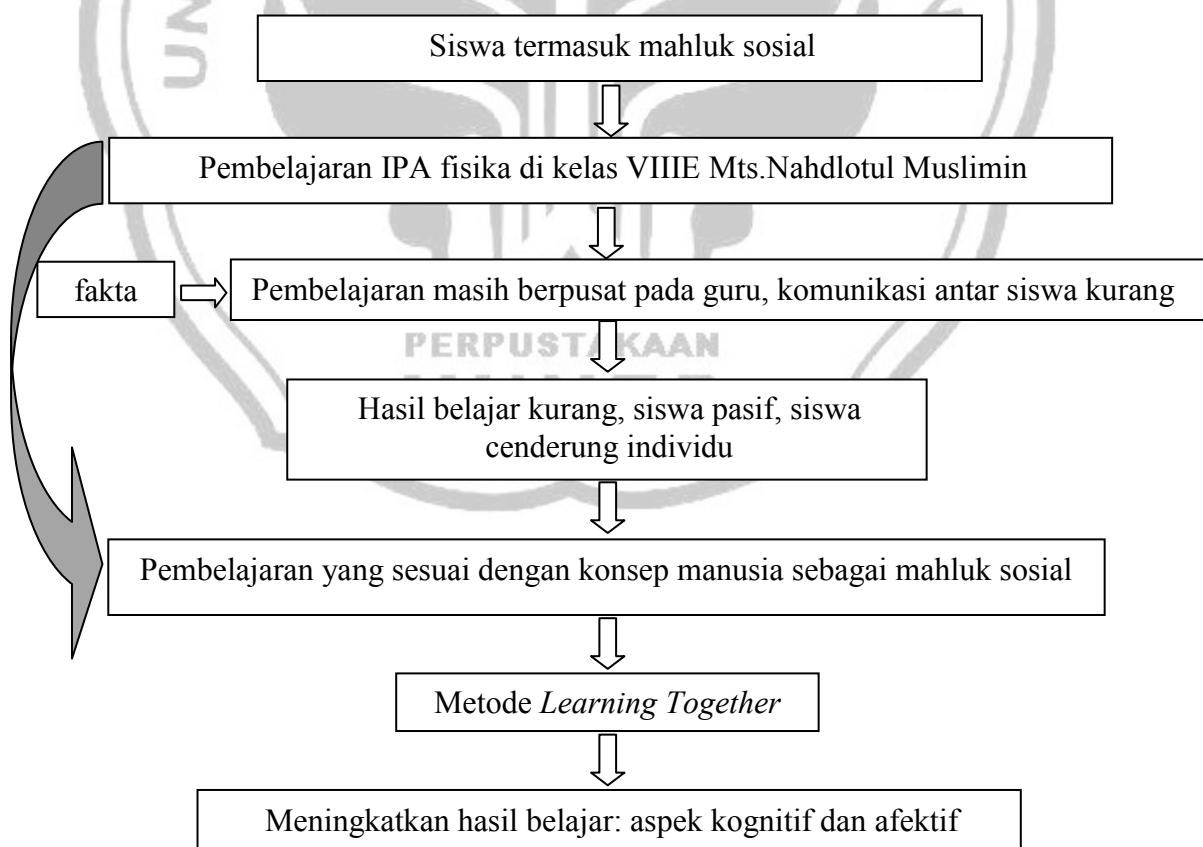 UN
Siswa termasuk mahluk sosial
Pembelajaran IPA fisika di kelas VIIIE Mts.Nahdlotul Muslimin
fakta
Pembelajaran masih berpusat pada guru, komunikasi antar siswa kurang
PERPUSTAKAAN
Hasil belajar kurang, siswa pasif, siswa
cenderung individu
Pembelajaran yang sesuai dengan konsep manusia sebagai mahluk sosial
Metode Learning Together
Meningkatkan hasil belajar: aspek kognitif dan afektif